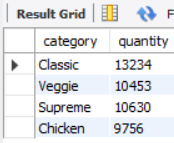 Result Grid F
category quantity
Classic 13234
Veggie 10453
Supreme 10630
Chicken 9756